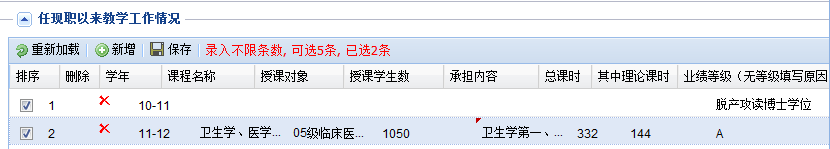 任现职以来教学工作情况
重新加载 新增 保存 录入不限条数, 可选5条, 已选2条
排序 删除 学年 课程名称 授课对象 授课学生数 承担内容 总课时 其中理论课时 业绩等级（无等级填写原因
1 10-11 脱产攻读博士学位
2 11-12 卫生学、医学... 05级临床医... 1050 卫生学第一、... 332 144 A